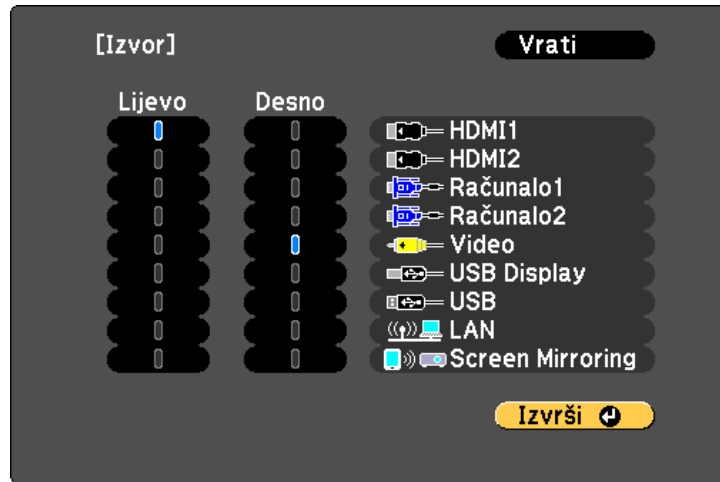 [Izvor] Vrati
Lijevo Desno
HDMI1
HDMI2
Računalo1
Računalo2
Video
USB Display
USB
LAN
Screen Mirroring
Izvrši